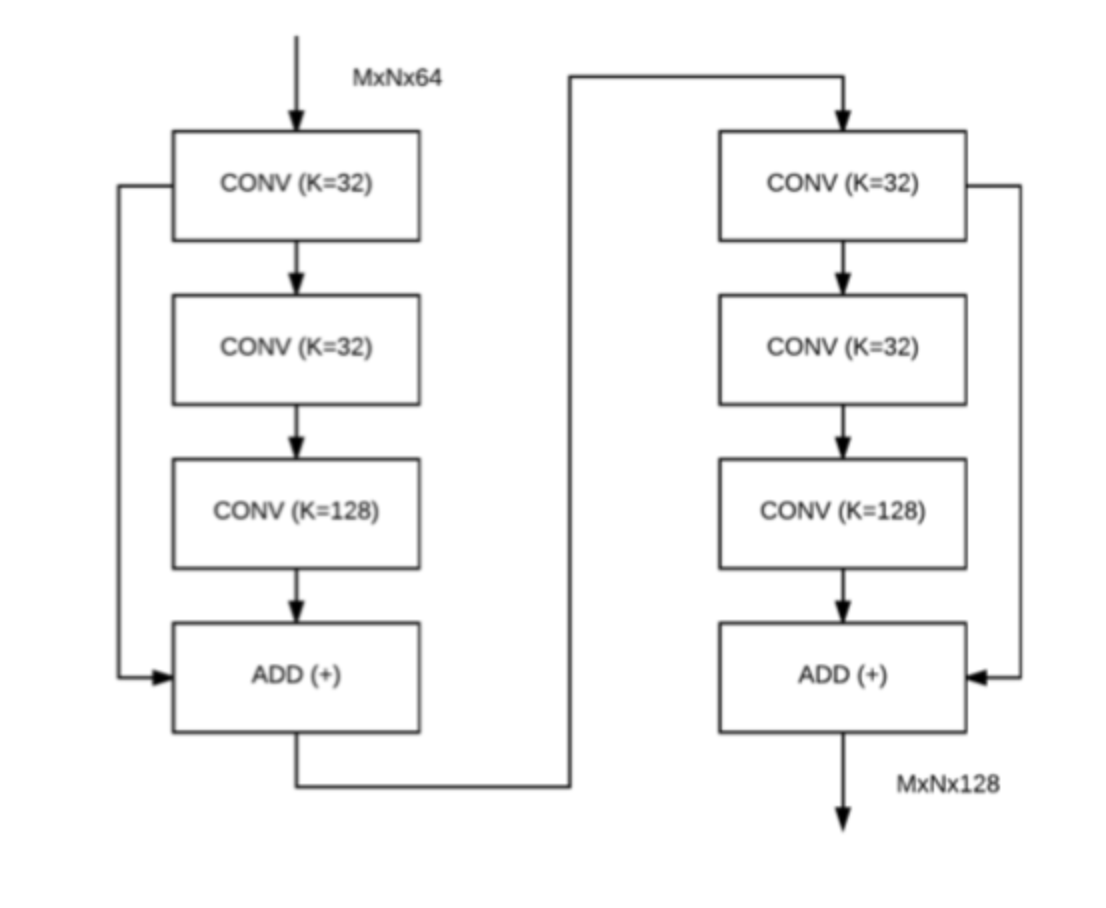 MxNx64
CONV (K=32)
CONV (K=32)
CONV (K=128)
ADD (+)
CONV (K=32)
CONV (K=32)
CONV (K=128)
ADD (+)
MxNx128